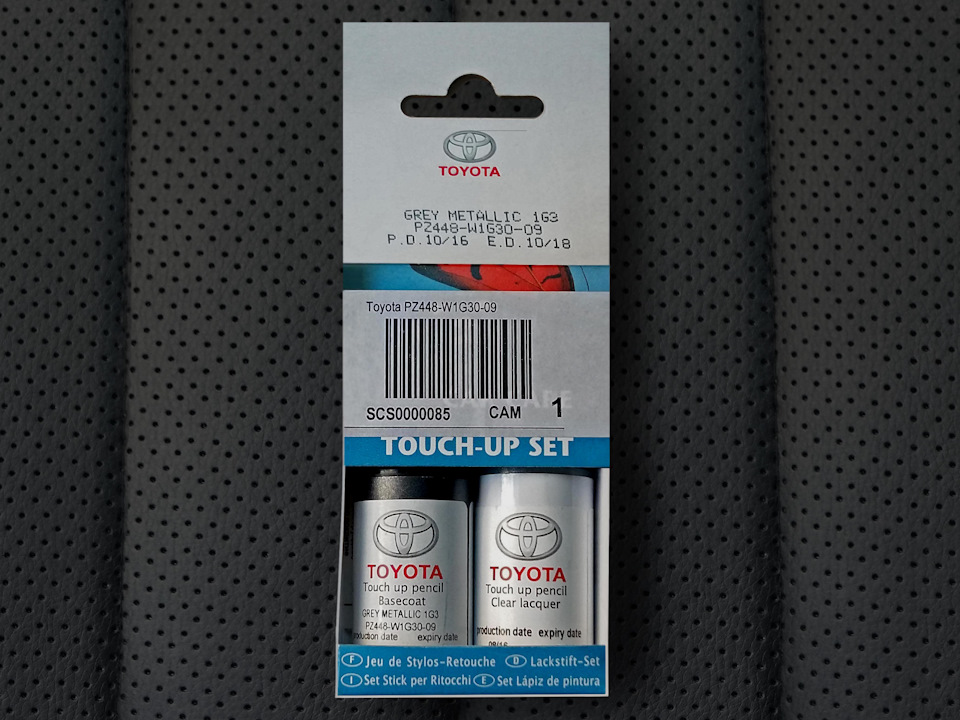 TOYOTA
GREY METALLIC 1G3
PZ448-W1G30-09
P.D.10/16 E.D.10/18
Toyota PZ448-W1G30-09
SCS0000085 CAM 1
TOUCH-UP SET
TOYOTA
Touch up pencil
Basecoat
GREY METALLIC 1G3
PZ448-W1G30-09
production date expiry date
TOYOTA
Touch up pencil
Clear lacquer
production date expiry date
F Jeu de Stylos-Retouche D Lackstift-Set
I Set Stick per Ritocchi E Set Lápiz de pintura